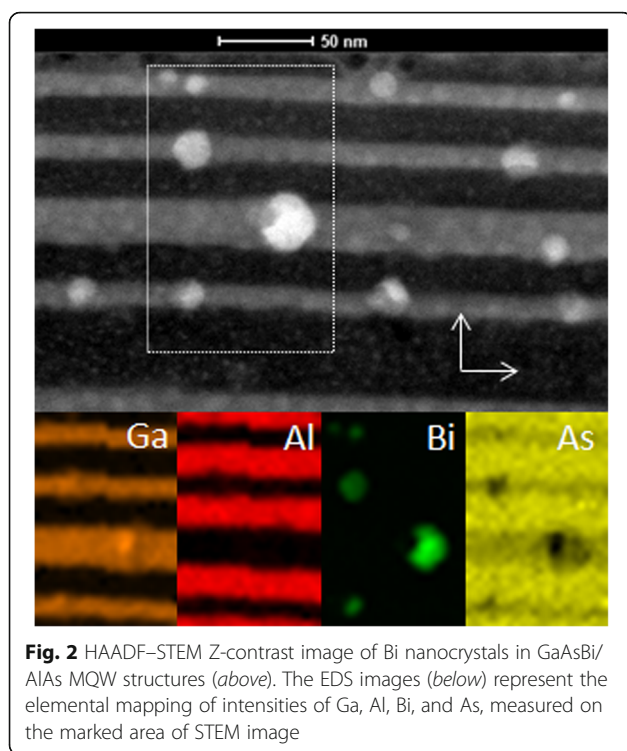 50 nm
Ga Al Bi As
Fig. 2 HAADF–STEM Z-contrast image of Bi nanocrystals in GaAsBi/
AlAs MQW structures (above). The EDS images (below) represent the
elemental mapping of intensities of Ga, Al, Bi, and As, measured on
the marked area of STEM image